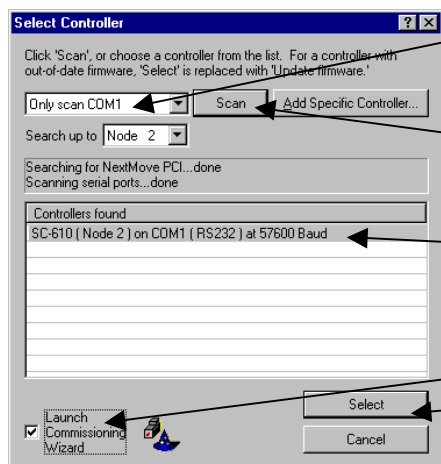 Select Controller
Click 'Scan', or choose a controller from the list. For a controller with
out-of-date firmware, 'Select' is replaced with 'Update firmware.'
Only scan COM1
Scan
Add Specific Controller...
Search up to Node 2
Searching for NextMove PCI...done
Scanning serial ports...done
Controllers found
SC-610 ( Node 2 ) on COM1 ( RS232 ) at 57600 Baud
Select
Launch
Commissioning
Wizard
Cancel